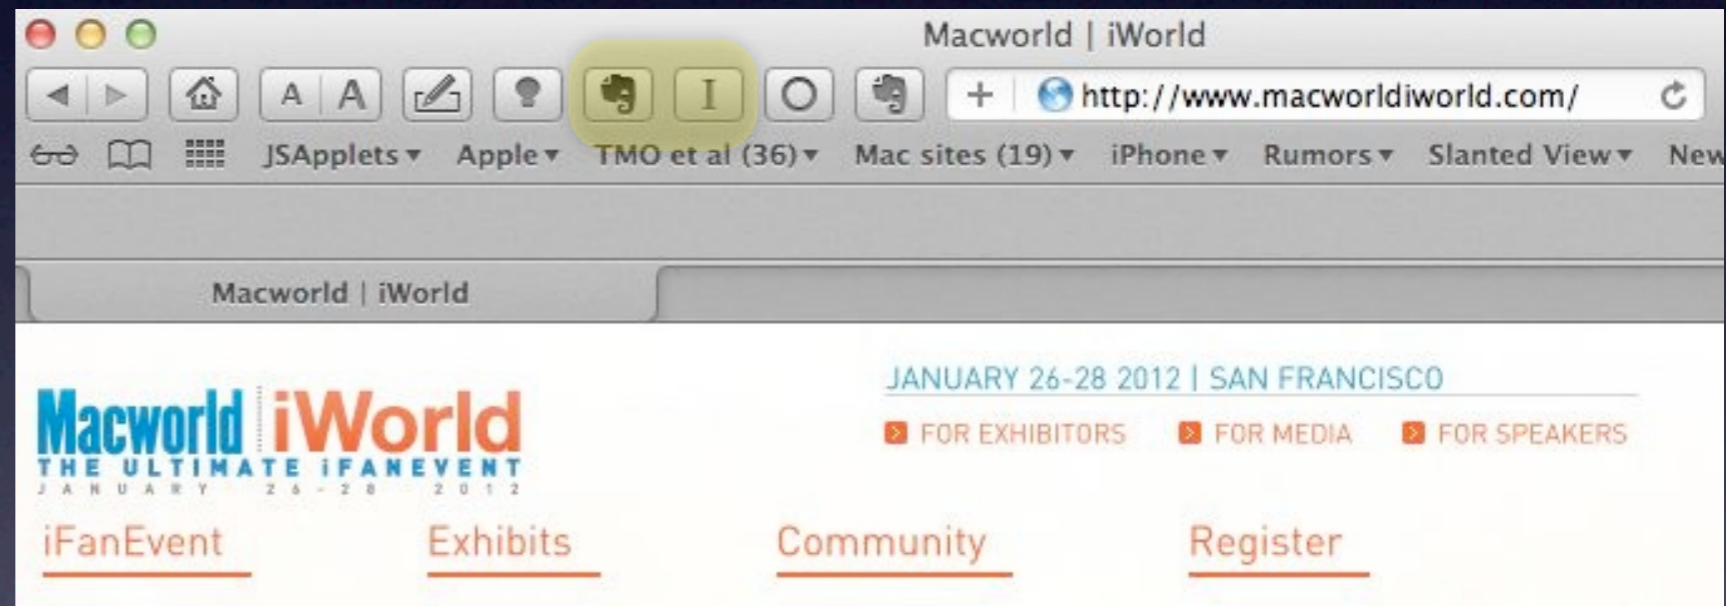 Macworld | iWorld
A A I + http://www.macworldiworld.com/
JSApplets▾ Apple▾ TMO et al (36)▾ Mac sites (19)▾ iPhone▾ Rumors▾ Slanted View▾ New
Macworld | iWorld
JANUARY 26-28 2012 | SAN FRANCISCO
FOR EXHIBITORS FOR MEDIA FOR SPEAKERS
Macworld iWorld
THE ULTIMATE iFANEVENT
JANUARY 26-28 2012
iFanEvent Exhibits Community Register